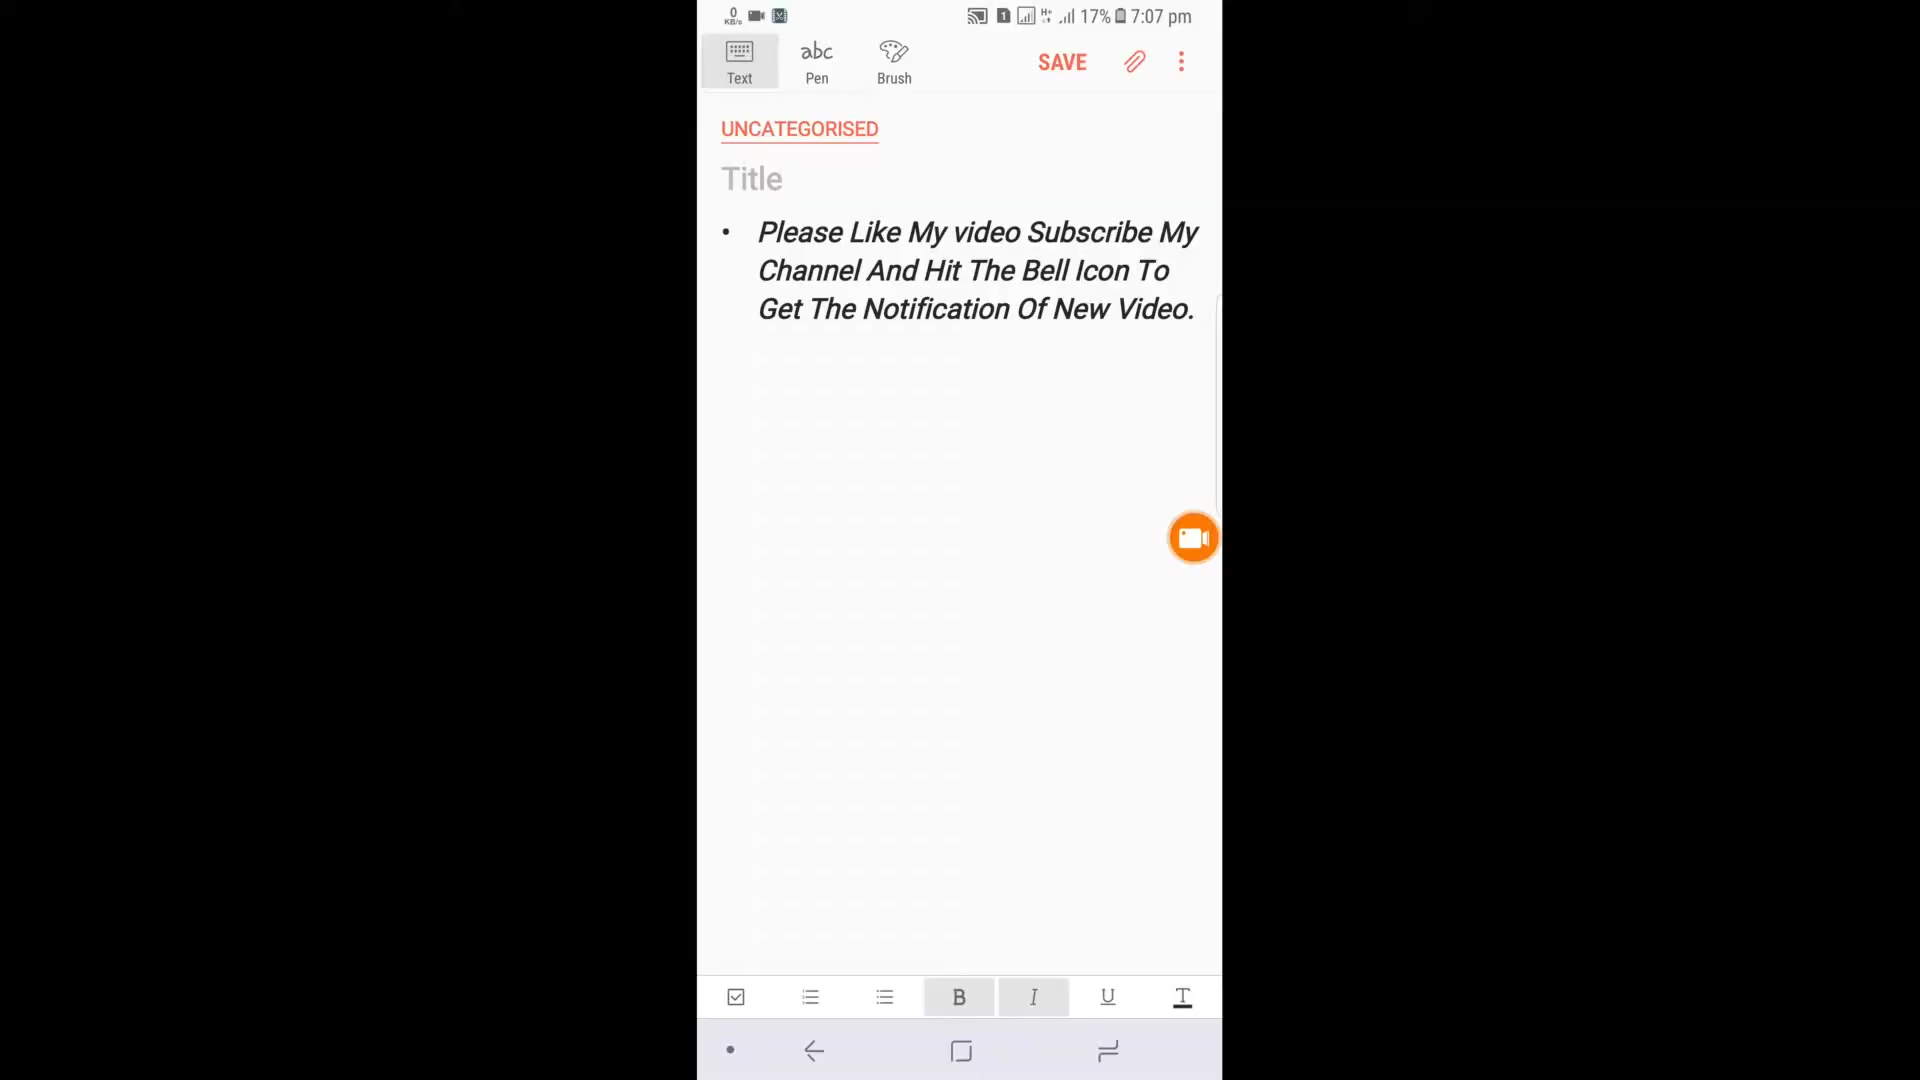 0
KB/s
1
H+
17%
7:07 pm
Text
abc
Pen
Brush
SAVE
UNCATEGORISED
Title
• Please Like My video Subscribe My
Channel And Hit The Bell Icon To
Get The Notification Of New Video.
B
I
U
T